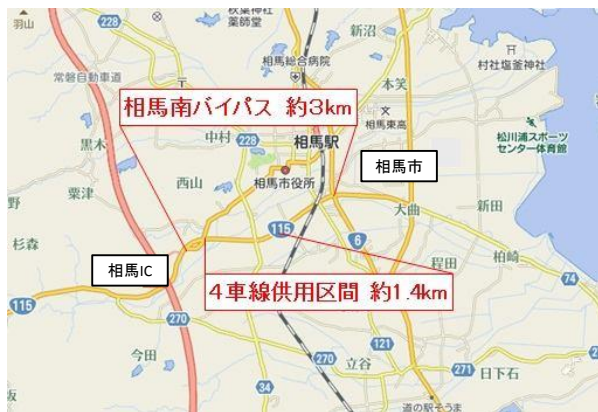 羽山
秋葉神社
薬師堂
228
新沼
相馬総合病院
村社塩釜神社
常磐自動車道
本笑
相馬南バイパス 約3km
相馬東高
黒木
中村
228
相馬駅
松川浦スポーツ
センター体育館
西山
相馬市役所
相馬市
粟津
野
大曲
新田
杉森
115
6
程田
柏崎
相馬IC
74
4車線供用区間 約1.4km
115
270
121
今田
270
立谷
271
日下石
34
道の駅そうま